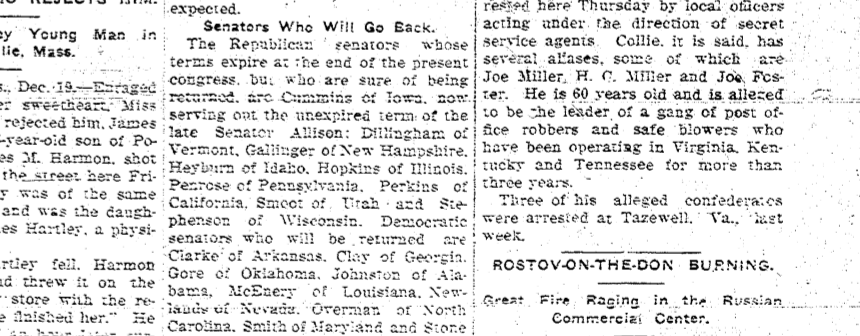 REJECTS HIM.
ey Young Man in
lie, Mass.
s., Dec. 19.—Enraged
er sweetheart, Miss
rejected him, James
-year-old son of Po-
es M. Harmon, shot
the street here Fri-
y was of the same
and was the daugh-
es Hartley, a physi-
rtley fell, Harmon
nd threw it on the
store with the re-
e finished her." He
expected.
Senators Who Will Go Back.
The Republican senators whose
terms expire at the end of the present
congress, but who are sure of being
returned, are Cummins of Iowa, now
serving out the unexpired term of the
late Senator Allison; Dillingham of
Vermont, Gallinger of New Hampshire,
Heyburn of Idaho, Hopkins of Illinois,
Penrose of Pennsylvania, Perkins of
California, Smoot of Utah and Ste-
phenson of Wisconsin. Democratic
senators who will be returned are
Clarke of Arkansas, Clay of Georgia,
Gore of Oklahoma, Johnston of Ala-
bama, McEnery of Louisiana, New-
lands of Nevada, Overman of North
Carolina, Smith of Maryland and Stone
rested here Thursday by local officers
acting under the direction of secret
service agents. Collie, it is said, has
several aliases, some of which are
Joe Miller, H. C. Miller and Joe Fos-
ter. He is 60 years old and is alleged
to be the leader of a gang of post of-
fice robbers and safe blowers who
have been operating in Virginia, Ken-
tucky and Tennessee for more than
three years.
Three of his alleged confederates
were arrested at Tazewell, Va., last
week.
ROSTOV-ON-THE-DON BURNING.
Great Fire Raging in the Russian
Commercial Center.